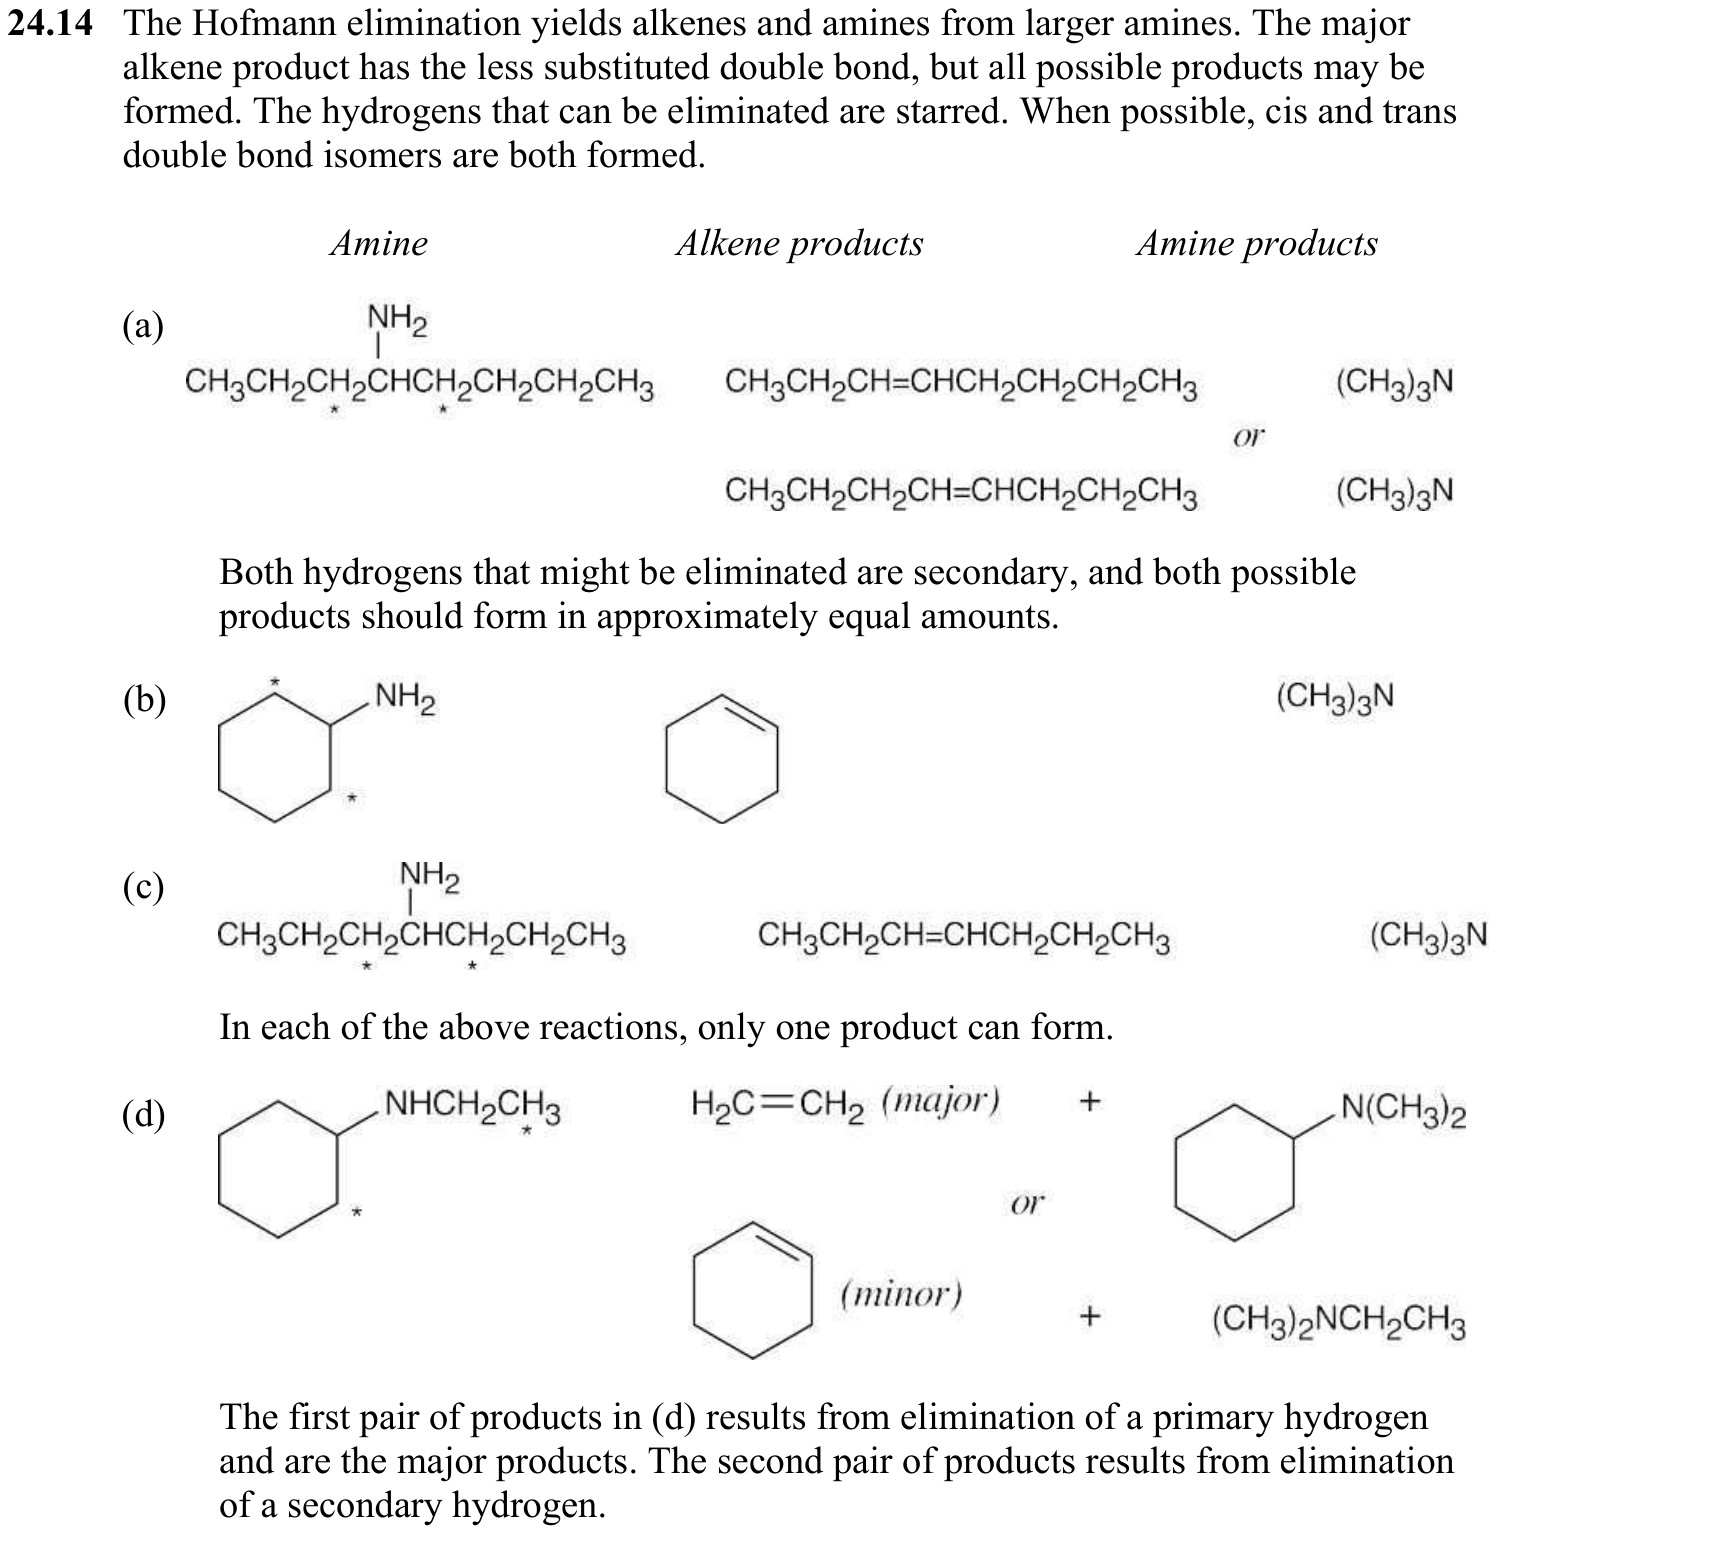 24.14 The Hofmann elimination yields alkenes and amines from larger amines. The major
alkene product has the less substituted double bond, but all possible products may be
formed. The hydrogens that can be eliminated are starred. When possible, cis and trans
double bond isomers are both formed.
Amine Alkene products Amine products
(a)
NH₂
CH₃CH₂CH₂CHCH₂CH₂CH₂CH₃ CH₃CH₂CH=CHCH₂CH₂CH₂CH₃ (CH₃)₃N
* *
or
CH₃CH₂CH₂CH=CHCH₂CH₂CH₃ (CH₃)₃N
Both hydrogens that might be eliminated are secondary, and both possible
products should form in approximately equal amounts.
(b) * NH₂ (CH₃)₃N
*
(c)
NH₂
CH₃CH₂CH₂CHCH₂CH₂CH₃ CH₃CH₂CH=CHCH₂CH₂CH₃ (CH₃)₃N
* *
In each of the above reactions, only one product can form.
(d) NHCH₂CH₃ H₂C=CH₂ (major) + N(CH₃)₂
*
* or
(minor) + (CH₃)₂NCH₂CH₃
The first pair of products in (d) results from elimination of a primary hydrogen
and are the major products. The second pair of products results from elimination
of a secondary hydrogen.